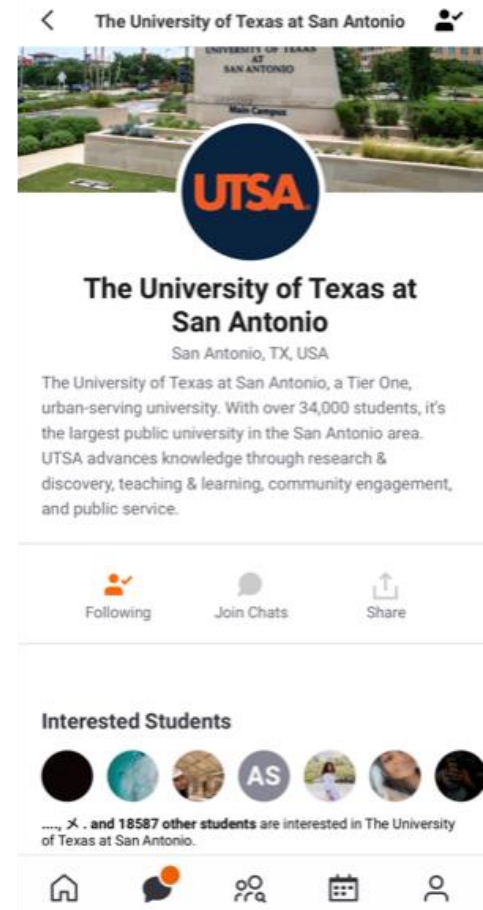 The University of Texas at San Antonio
UNIVERSITY OF TEXAS
AT
SAN ANTONIO
Main Campus
UTSA
The University of Texas at
San Antonio
San Antonio, TX, USA
The University of Texas at San Antonio, a Tier One,
urban-serving university. With over 34,000 students, it's
the largest public university in the San Antonio area.
UTSA advances knowledge through research &
discovery, teaching & learning, community engagement,
and public service.
Following
Join Chats
Share
Interested Students
AS
...., メ . and 18587 other students are interested in The University
of Texas at San Antonio.